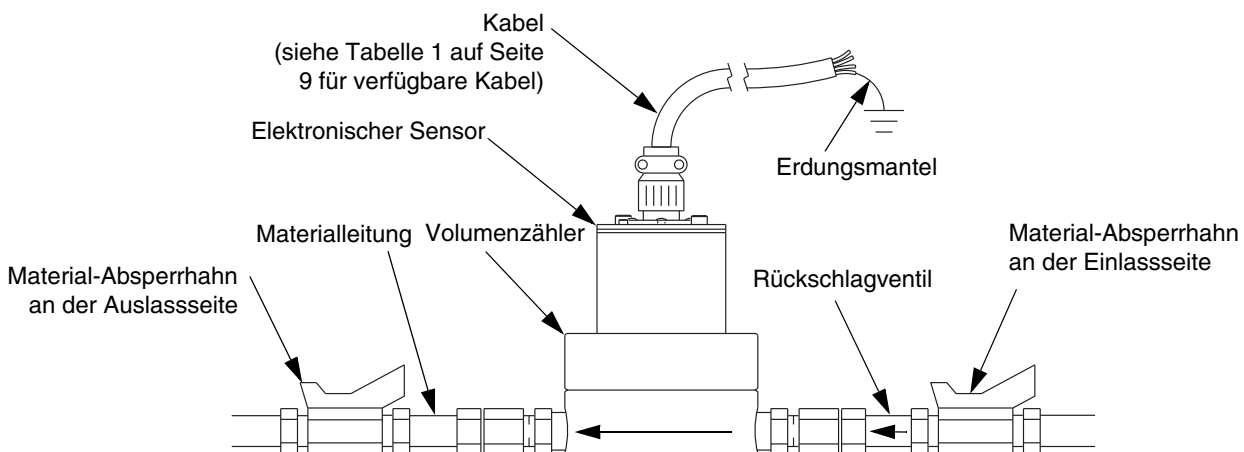 Kabel
(siehe Tabelle 1 auf Seite
9 für verfügbare Kabel)
Elektronischer Sensor
Erdungsmantel
Materialleitung
Volumenzähler
Material-Absperrhahn
an der Einlassseite
Rückschlagventil
Material-Absperrhahn
an der Auslassseite